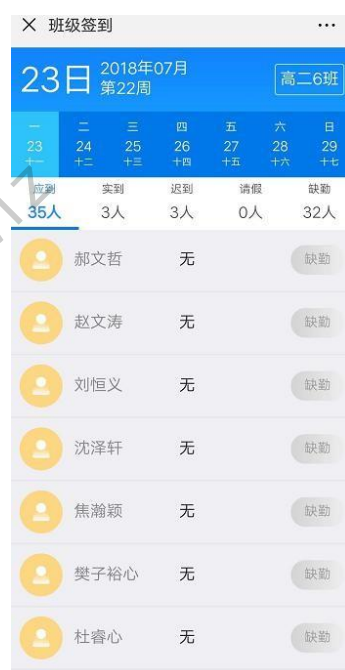 班级签到
23日
2018年07月
第22周
高二6班
一 二 三 四 五 六 日
23 24 25 26 27 28 29
十一 十二 十三 十四 十五 十六 十七
应到 实到 迟到 请假 缺勤
35人 3人 3人 0人 32人
郝文哲 无 缺勤
赵文涛 无 缺勤
刘恒义 无 缺勤
沈泽轩 无 缺勤
焦瀚颖 无 缺勤
樊子裕心 无 缺勤
杜睿心 无 缺勤